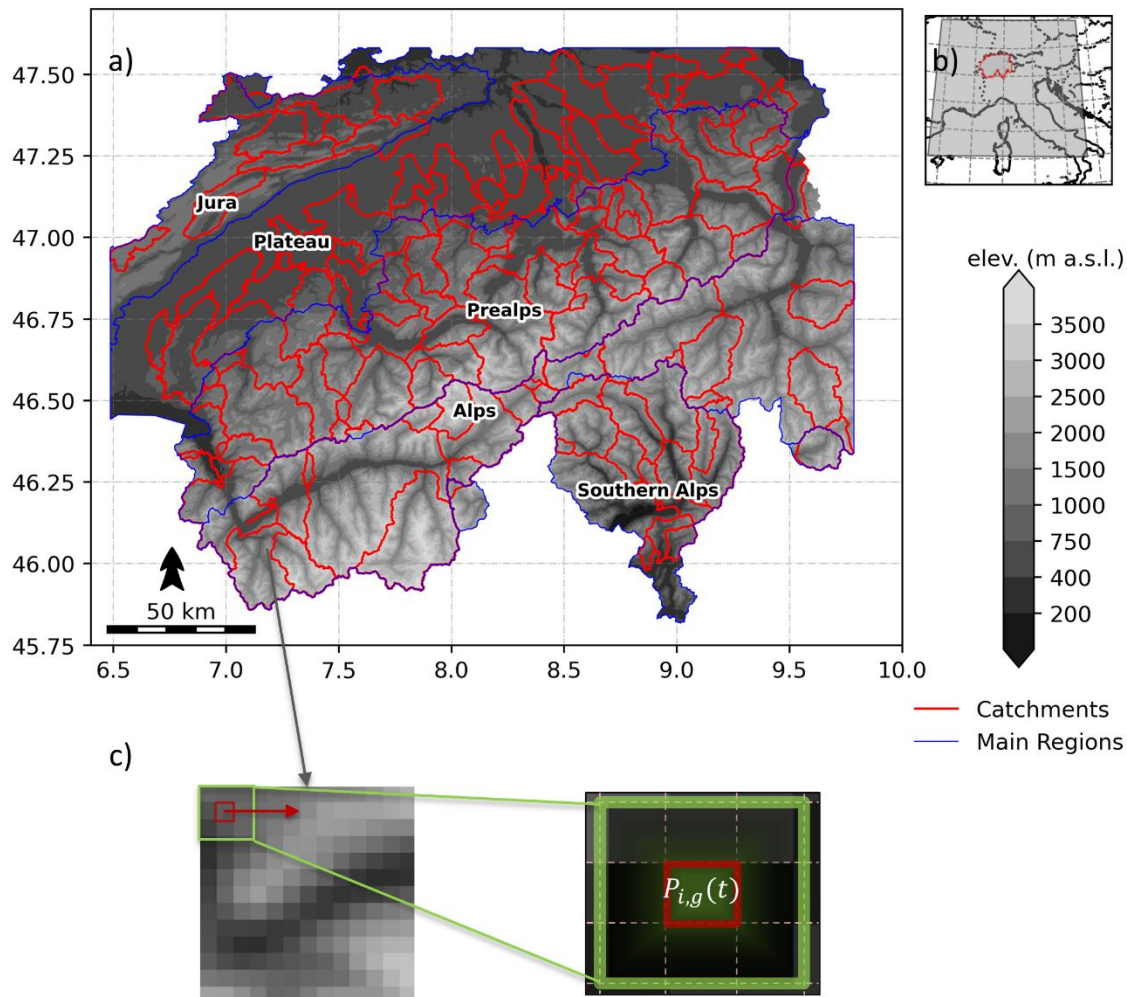 a)
b)
47.50
47.25
47.00
46.75
46.50
46.25
46.00
45.75
Jura
Plateau
Prealps
Alps
Southern Alps
50 km
6.5 7.0 7.5 8.0 8.5 9.0 9.5 10.0
elev. (m a.s.l.)
3500
3000
2500
2000
1500
1000
750
400
200
Catchments
Main Regions
c)
P_{i,g}(t)